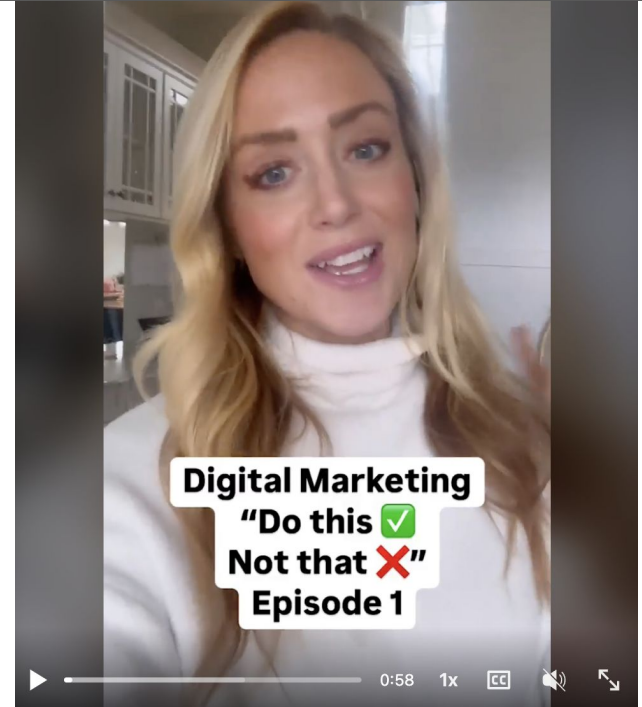 Digital Marketing
“Do this ✅
Not that ❌”
Episode 1
0:58 1x CC